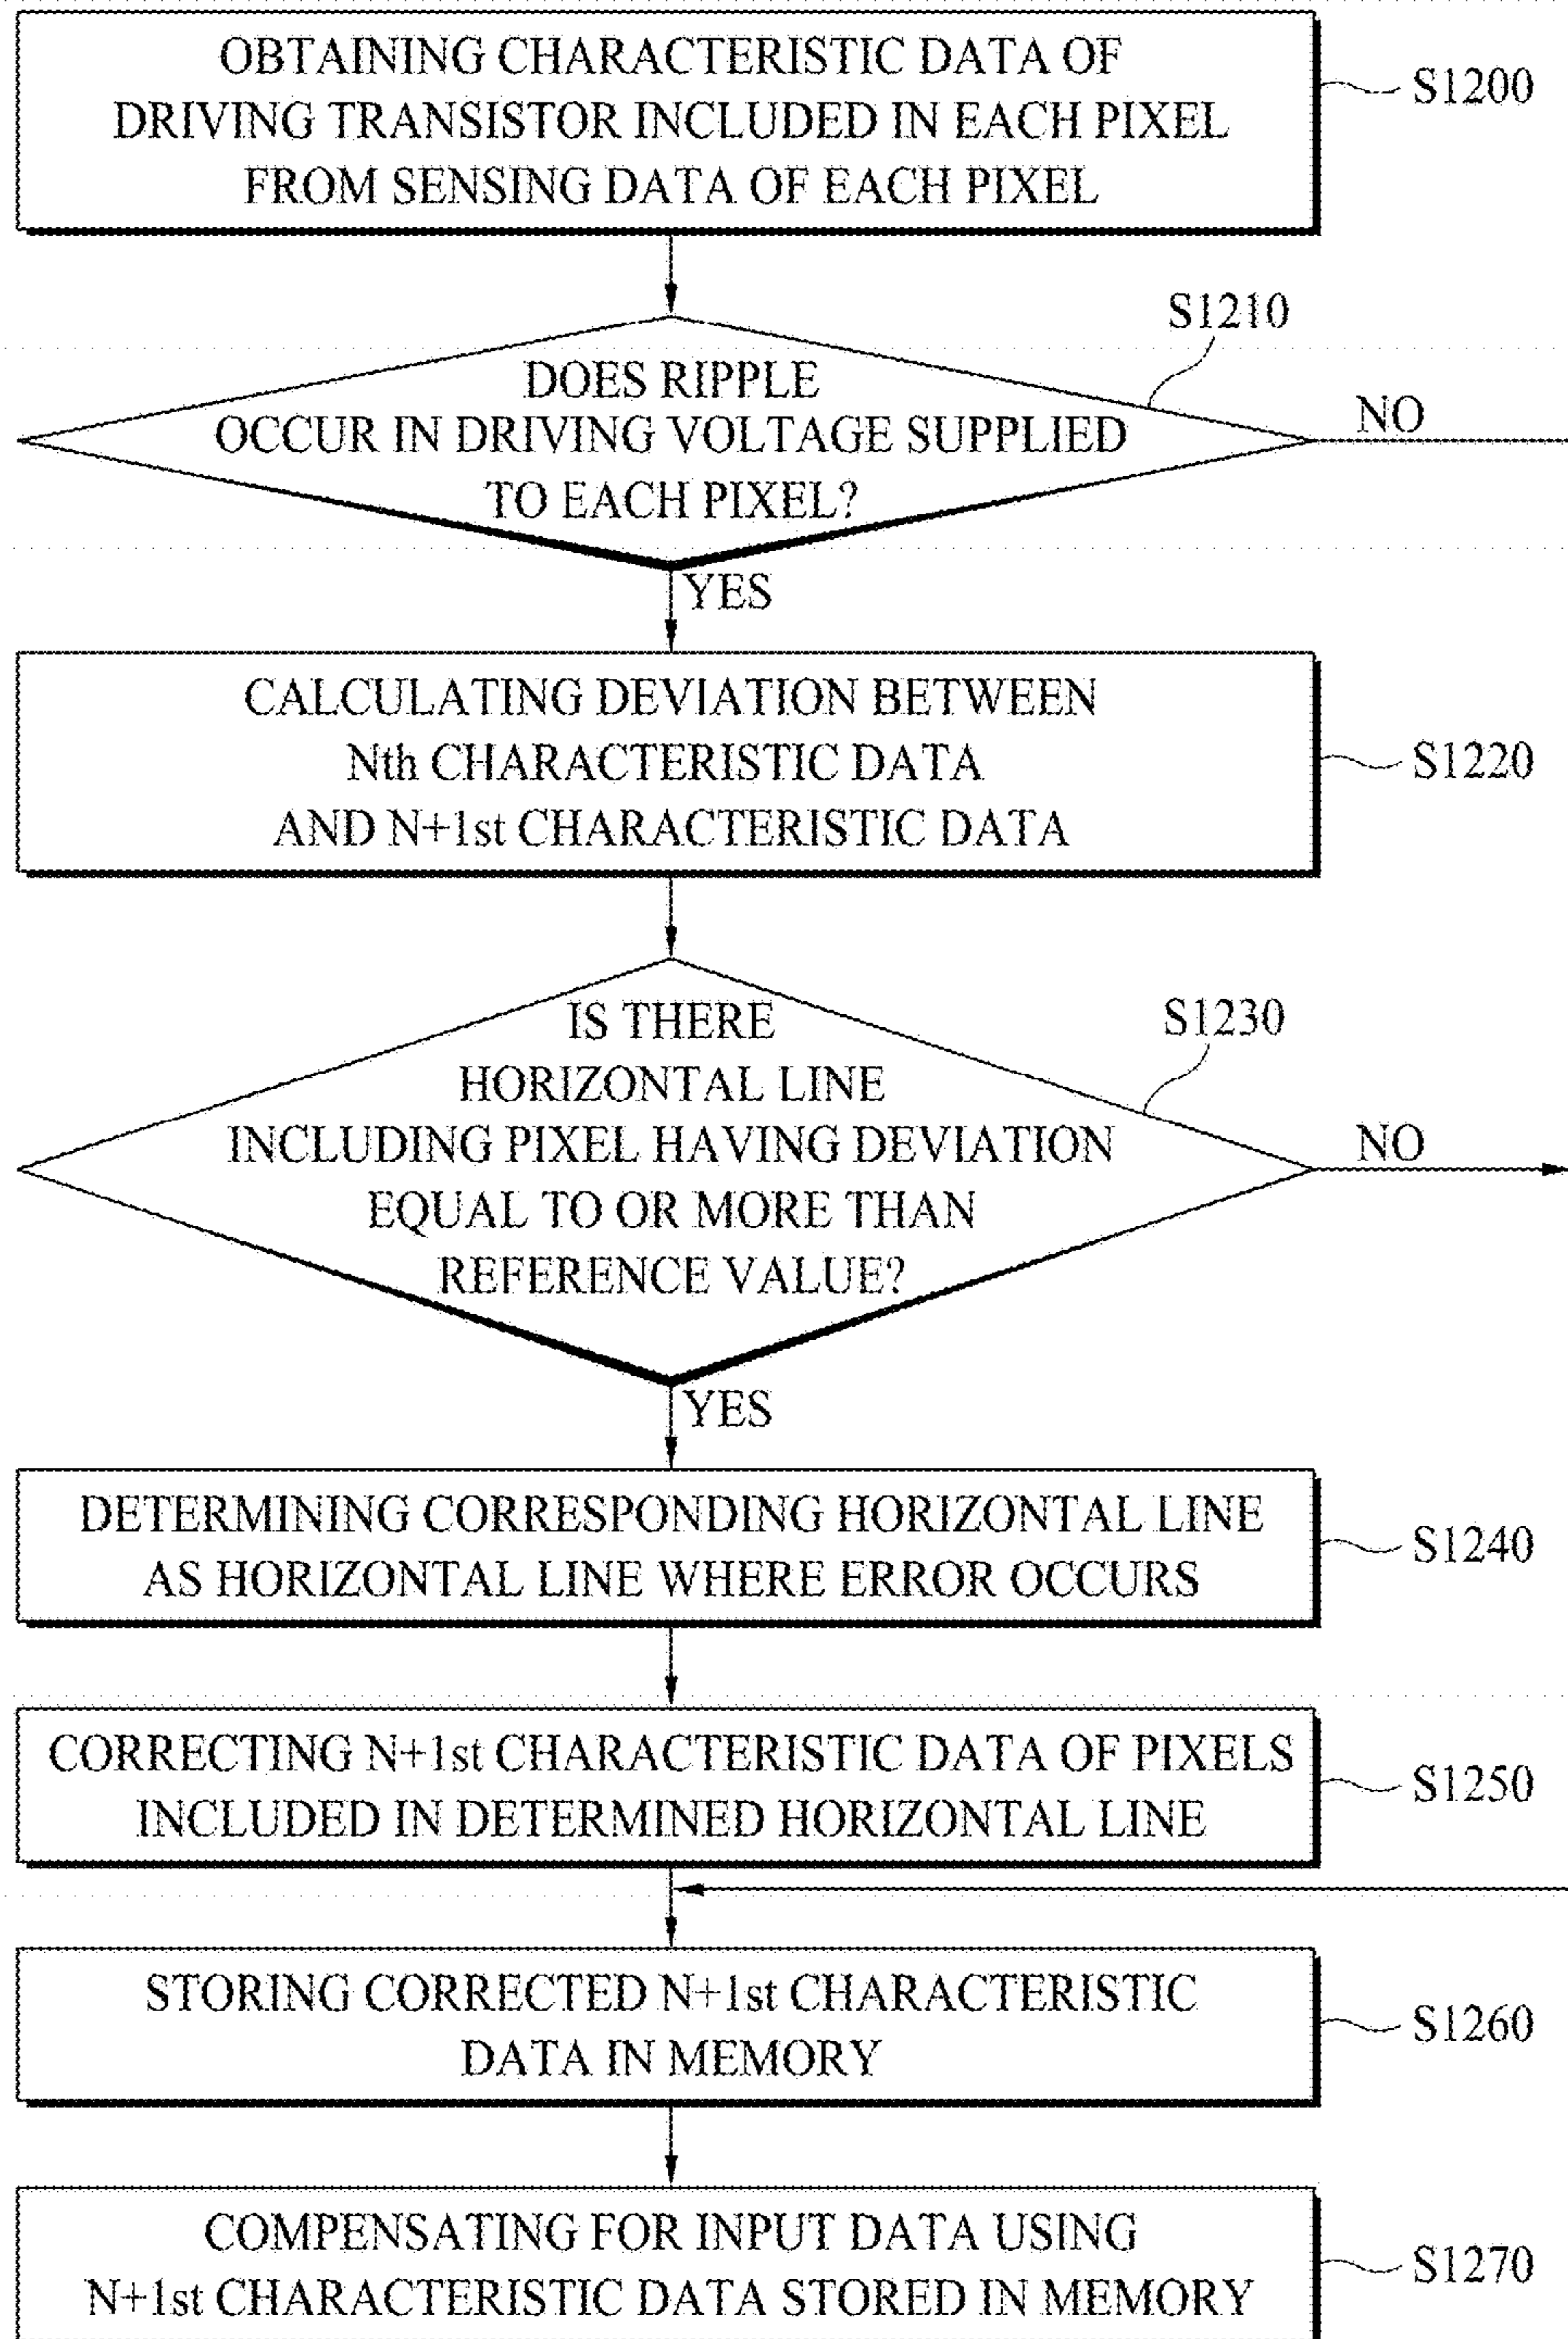 OBTAINING CHARACTERISTIC DATA OF
DRIVING TRANSISTOR INCLUDED IN EACH PIXEL
FROM SENSING DATA OF EACH PIXEL
S1200
S1210
DOES RIPPLE
OCCUR IN DRIVING VOLTAGE SUPPLIED
TO EACH PIXEL?
NO
YES
CALCULATING DEVIATION BETWEEN
Nth CHARACTERISTIC DATA
AND N+1st CHARACTERISTIC DATA
S1220
S1230
IS THERE
HORIZONTAL LINE
INCLUDING PIXEL HAVING DEVIATION
EQUAL TO OR MORE THAN
REFERENCE VALUE?
NO
YES
DETERMINING CORRESPONDING HORIZONTAL LINE
AS HORIZONTAL LINE WHERE ERROR OCCURS
S1240
CORRECTING N+1st CHARACTERISTIC DATA OF PIXELS
INCLUDED IN DETERMINED HORIZONTAL LINE
S1250
STORING CORRECTED N+1st CHARACTERISTIC
DATA IN MEMORY
S1260
COMPENSATING FOR INPUT DATA USING
N+1st CHARACTERISTIC DATA STORED IN MEMORY
S1270